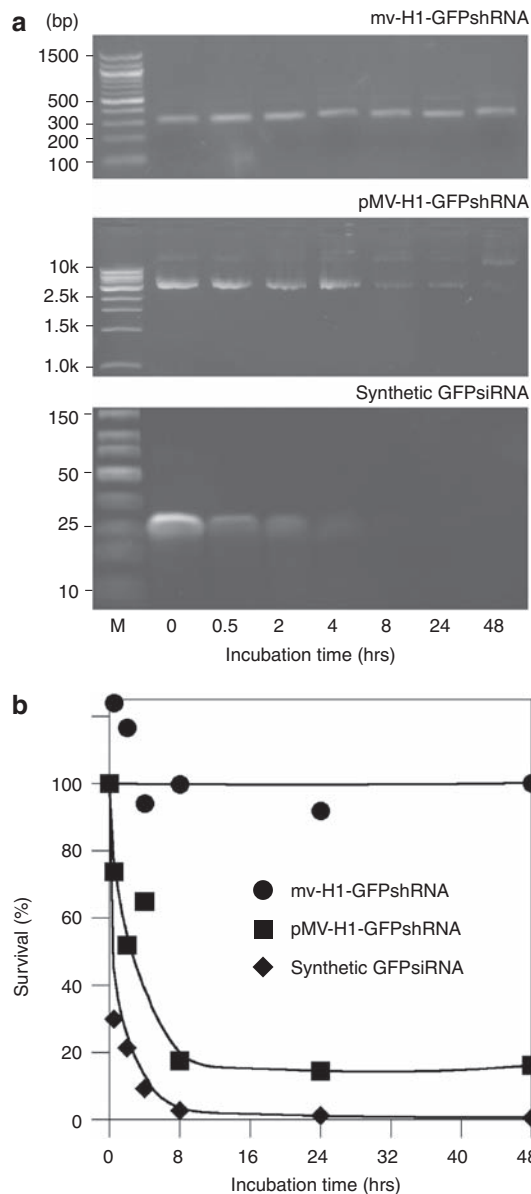 a (bp) mv-H1-GFPshRNA
1500
500
300
200
100
pMV-H1-GFPshRNA
10k
2.5k
1.5k
1.0k
Synthetic GFPsiRNA
150
50
25
10
M 0 0.5 2 4 8 24 48
Incubation time (hrs)
b
100
80
60
40
20
0
Survival (%)
mv-H1-GFPshRNA
pMV-H1-GFPshRNA
Synthetic GFPsiRNA
0 8 16 24 32 40 48
Incubation time (hrs)